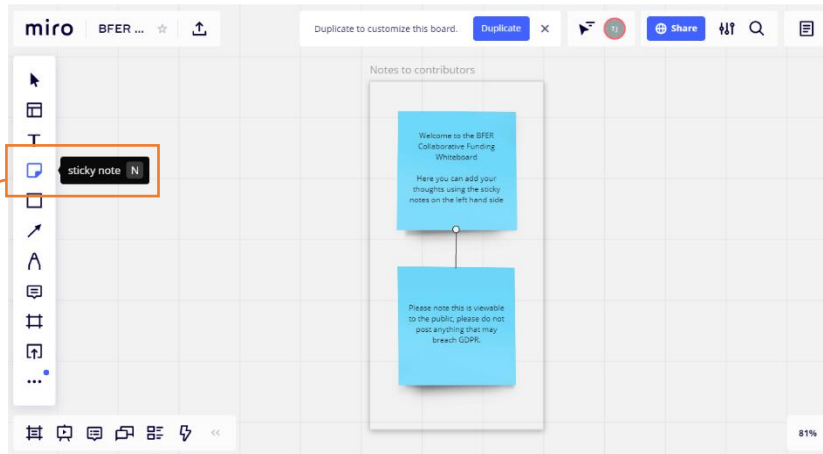 miro BFER ... Duplicate to customize this board. Duplicate Share
Notes to contributors
Welcome to the BFER
Collaborative Funding
Whiteboard
Here you can add your
thoughts using the sticky
notes on the left hand side
sticky note N
Please note this is viewable
to the public, please do not
post anything that may
breach GDPR.
81%